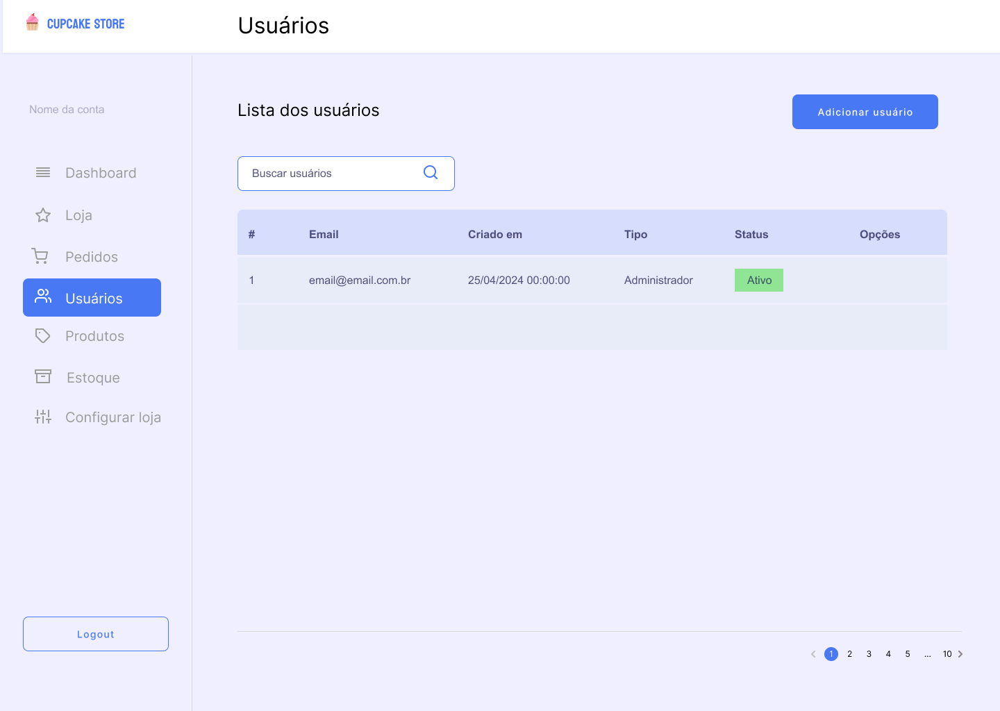 CUPCAKE STORE
Usuários
Nome da conta
Dashboard
Loja
Pedidos
Usuários
Produtos
Estoque
Configurar loja
Logout
Lista dos usuários
Adicionar usuário
Buscar usuários
# Email Criado em Tipo Status Opções
1 email@email.com.br 25/04/2024 00:00:00 Administrador Ativo
1 2 3 4 5 ... 10